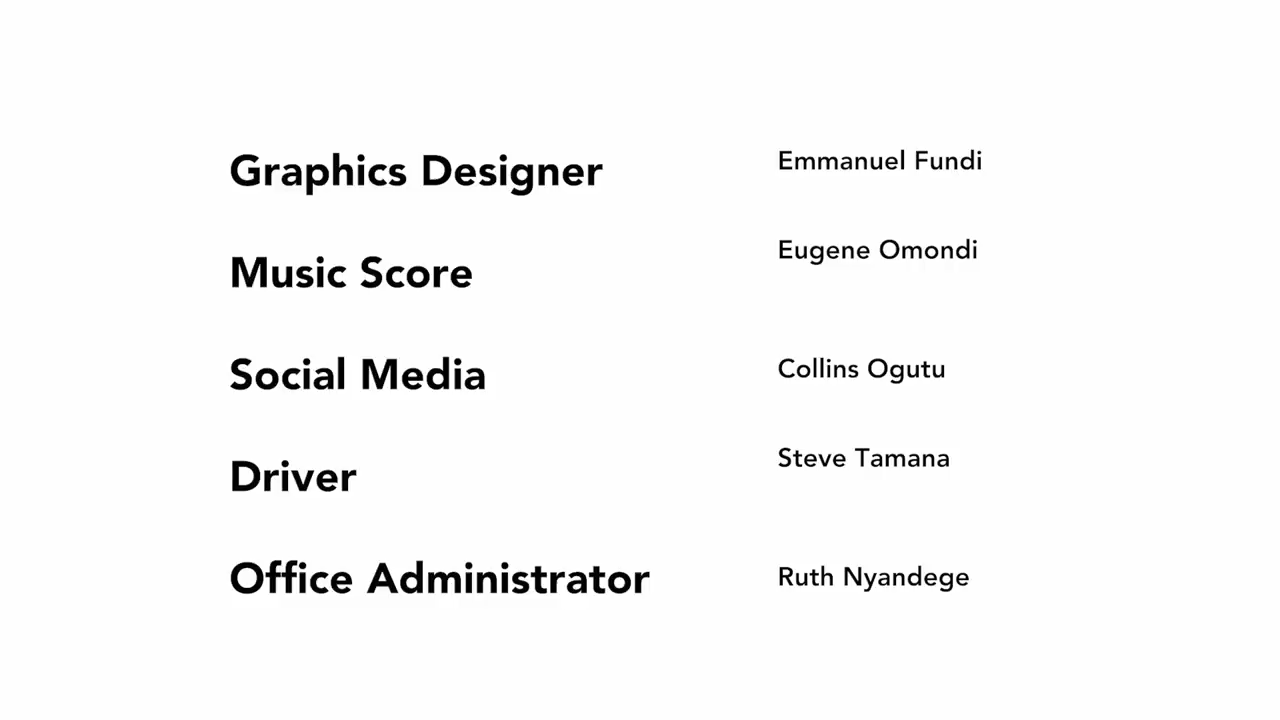 Graphics Designer Emmanuel Fundi
Music Score Eugene Omondi
Social Media Collins Ogutu
Driver Steve Tamana
Office Administrator Ruth Nyandege